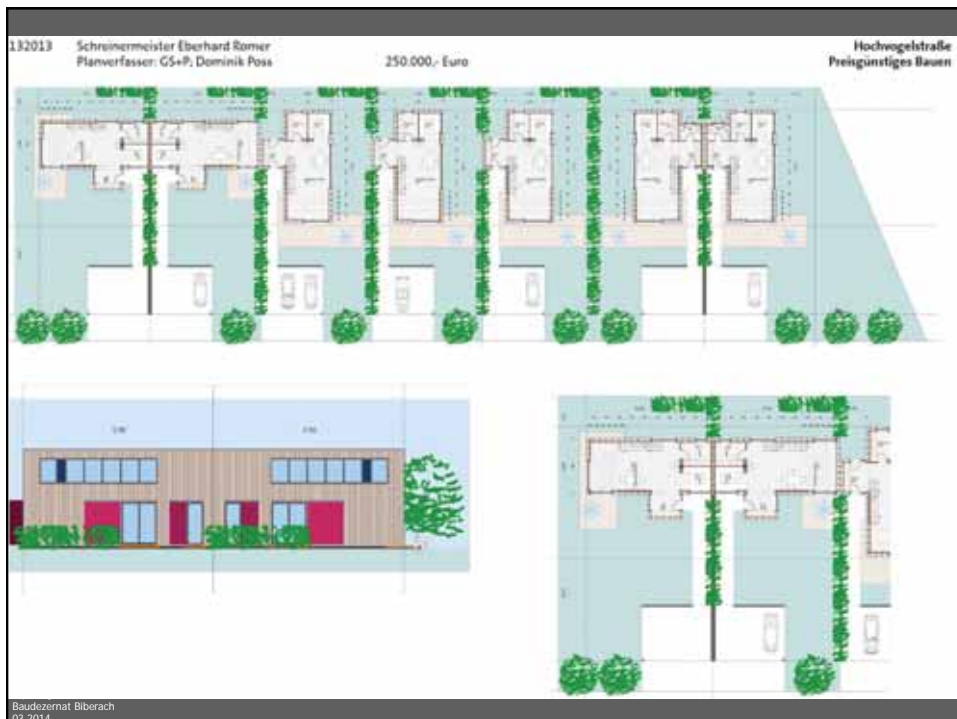 132013 Schreinermeister Eberhard Romer Hochvogelstraße
Planverfasser: GS+P; Dominik Poss 250.000,- Euro Preisgünstiges Bauen
Baudezernat Biberach
03.2014